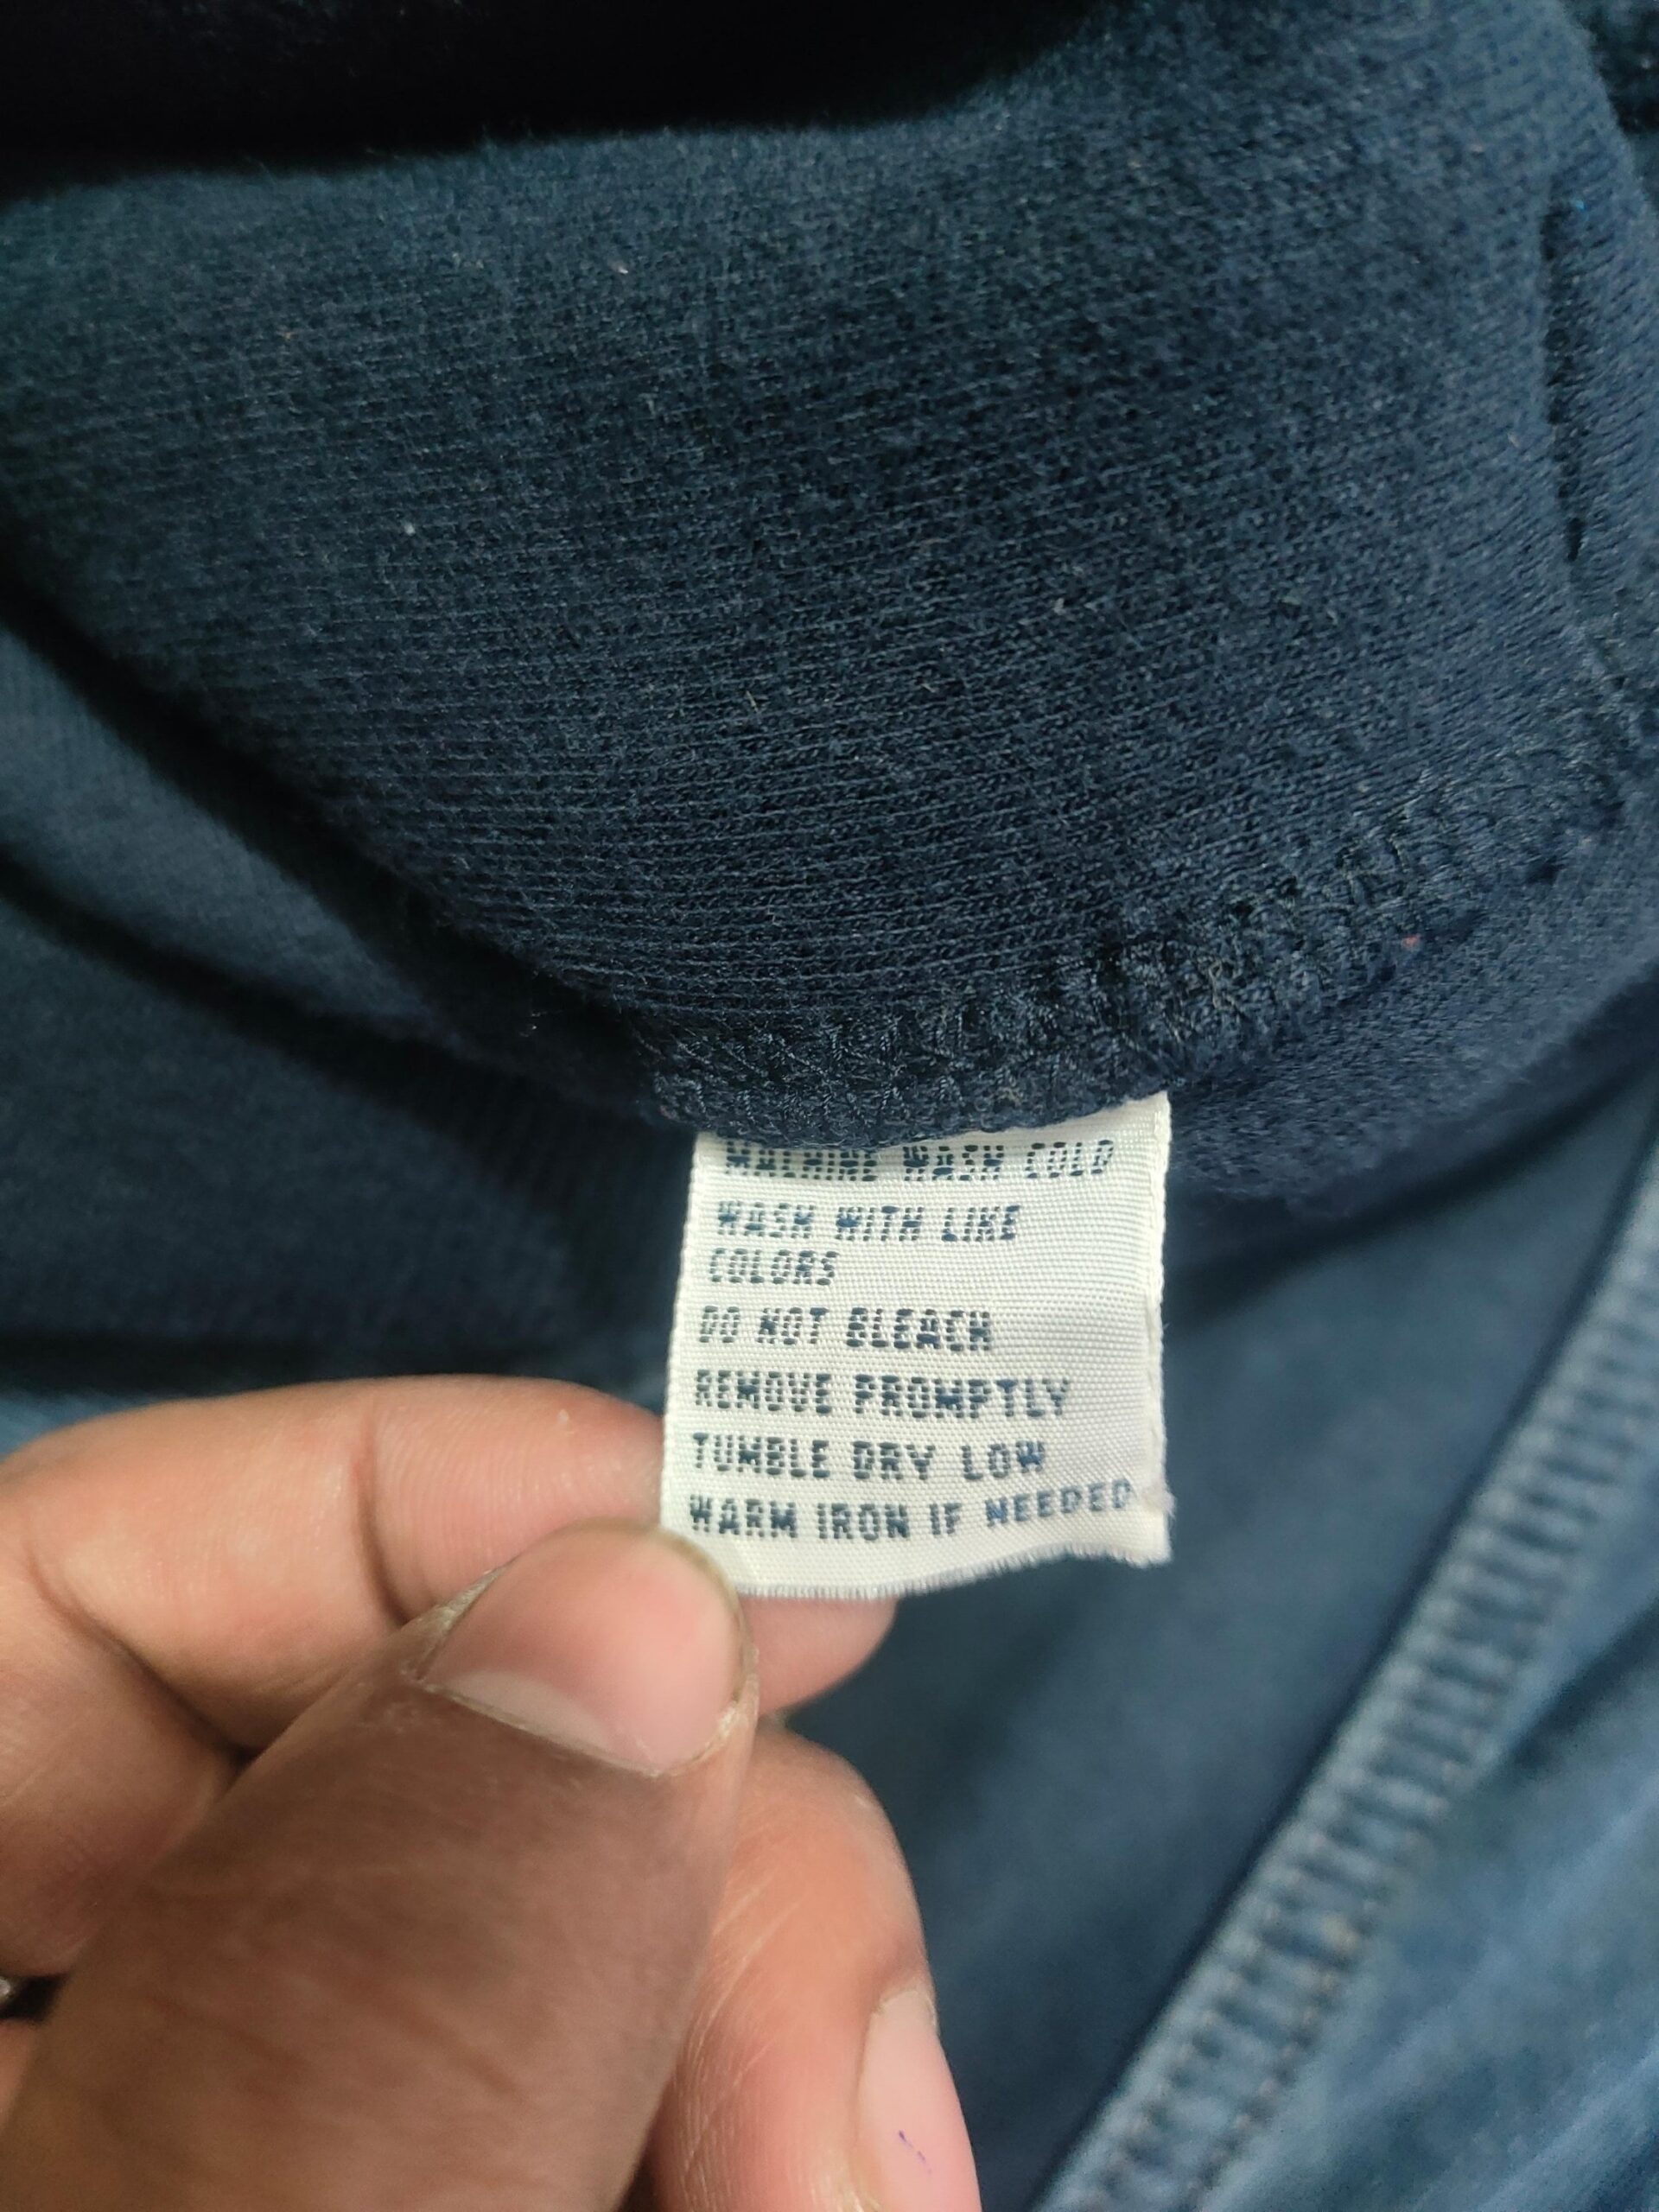 MACHINE WASH COLD
WASH WITH LIKE
COLORS
DO NOT BLEACH
REMOVE PROMPTLY
TUMBLE DRY LOW
WARM IRON IF NEEDED